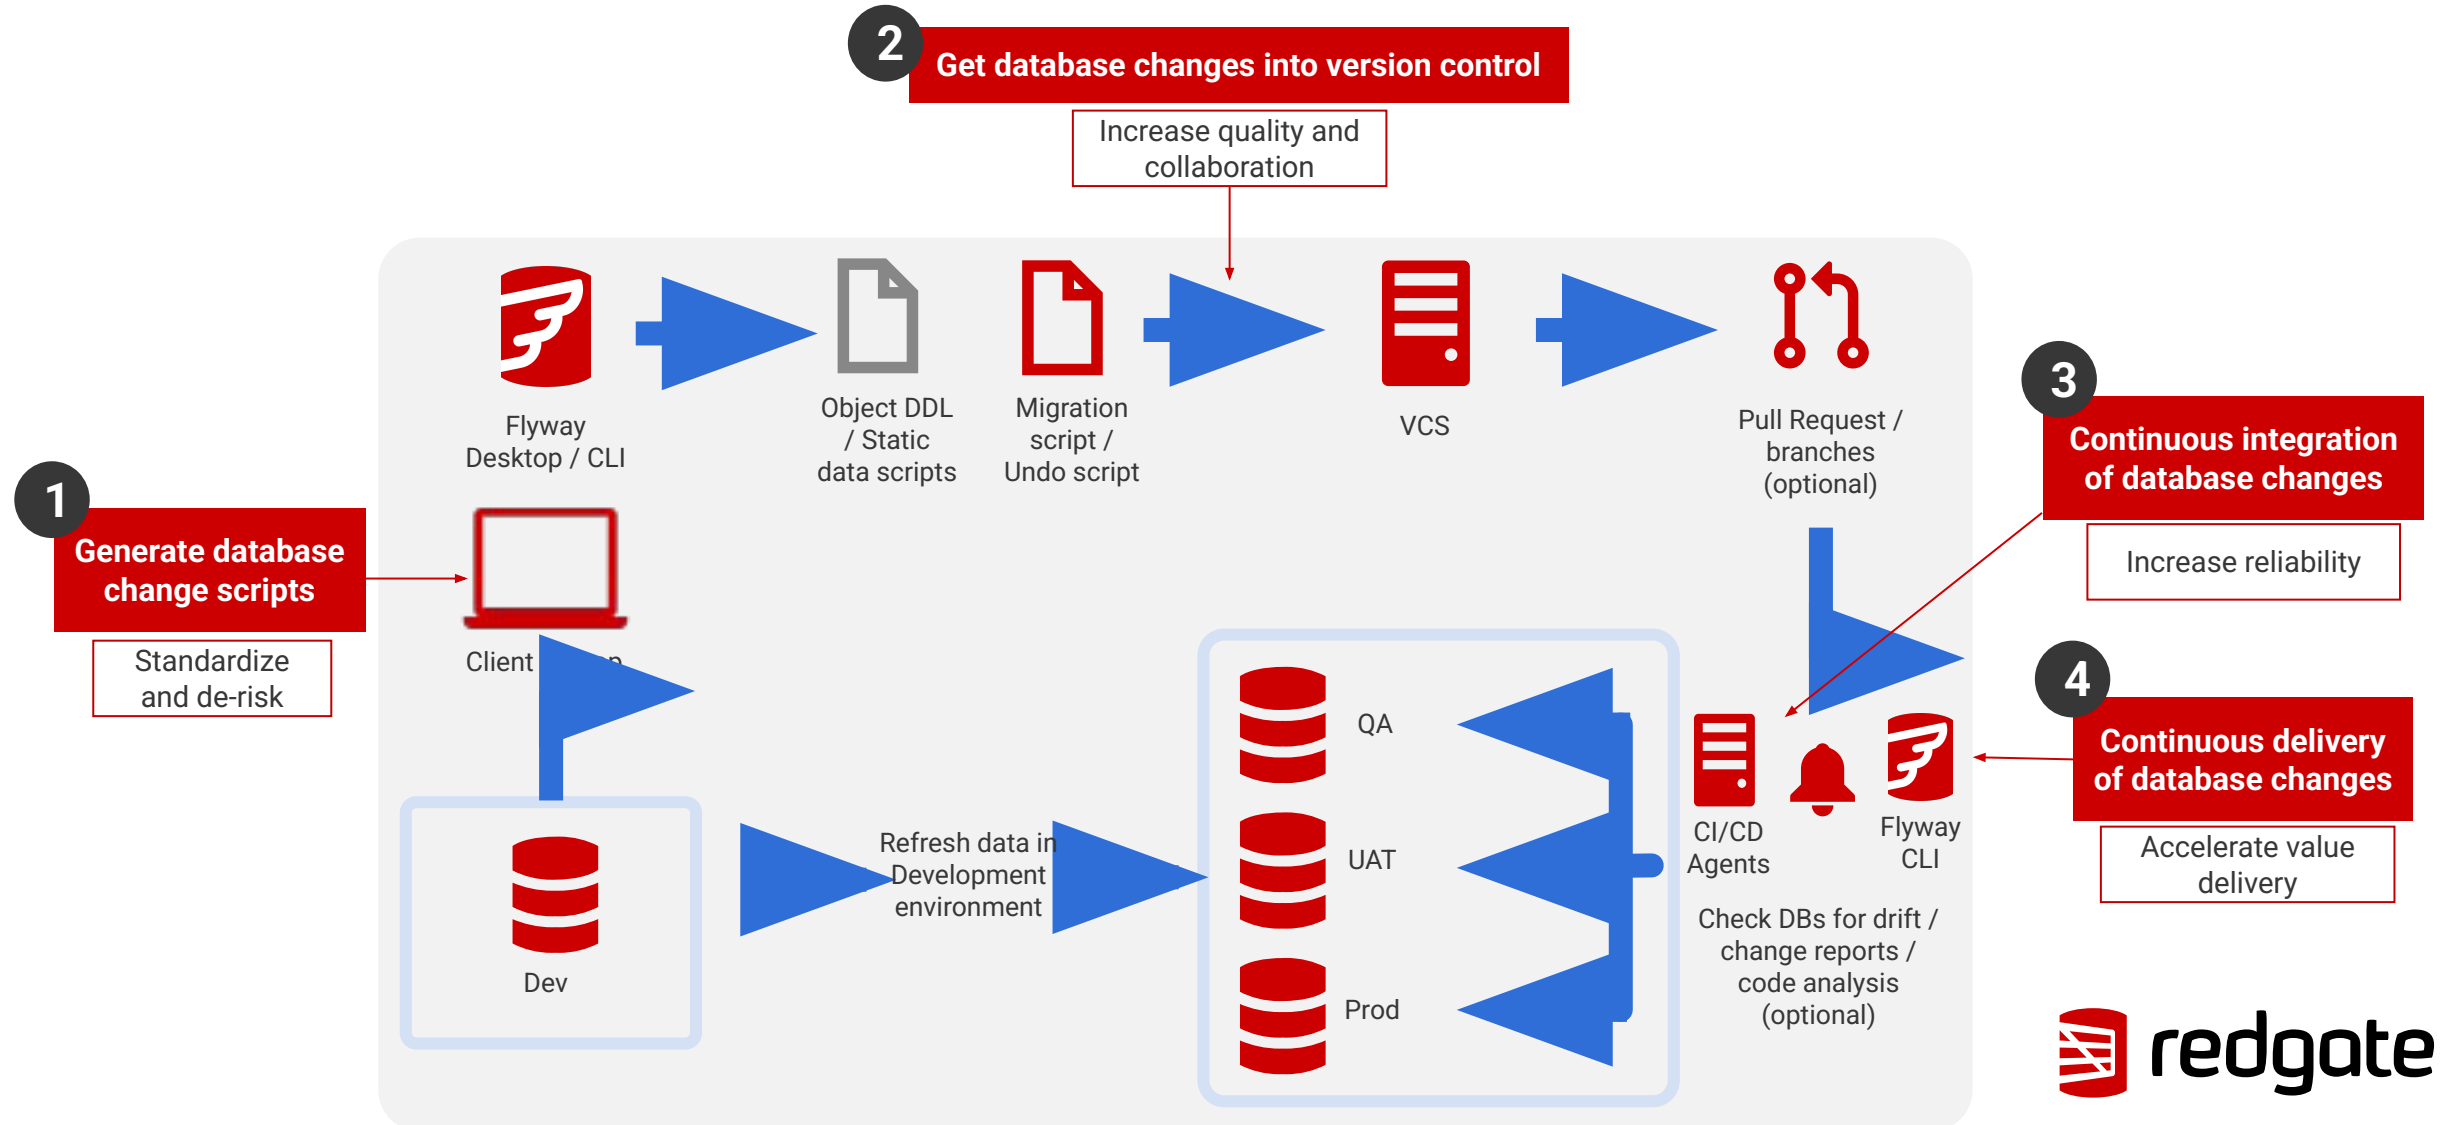 2
Get database changes into version control
Increase quality and
collaboration
Flyway
Desktop / CLI
Object DDL
/ Static
data scripts
Migration
script /
Undo script
VCS
Pull Request /
branches
(optional)
3
Continuous integration
of database changes
Increase reliability
1
Generate database
change scripts
Standardize
and de-risk
Client
4
Continuous delivery
of database changes
Accelerate value
delivery
QA
UAT
Prod
CI/CD
Agents
Flyway
CLI
Check DBs for drift /
change reports /
code analysis
(optional)
Refresh data in
Development
environment
Dev
redgate